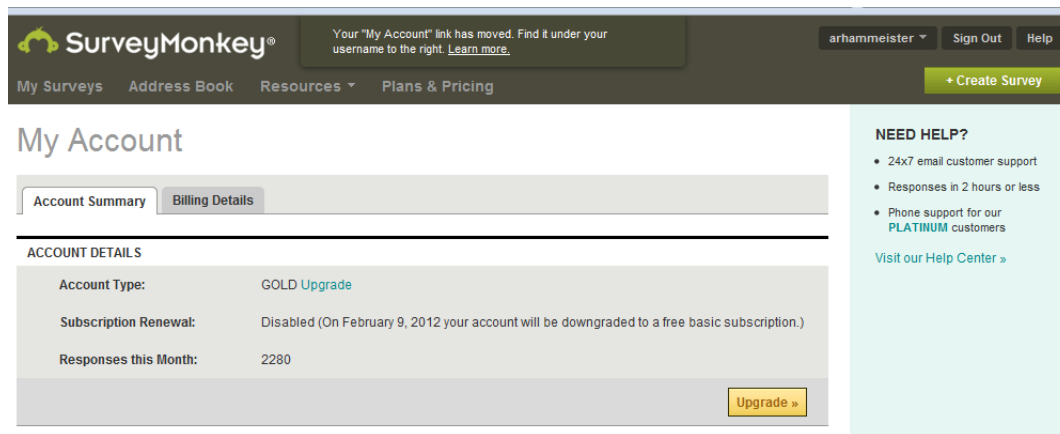 SurveyMonkey®
Your "My Account" link has moved. Find it under your
username to the right. Learn more.
arhammeister Sign Out Help
My Surveys Address Book Resources Plans & Pricing
+ Create Survey
My Account
Account Summary Billing Details
ACCOUNT DETAILS
Account Type: GOLD Upgrade
Subscription Renewal: Disabled (On February 9, 2012 your account will be downgraded to a free basic subscription.)
Responses this Month: 2280
Upgrade »
NEED HELP?
• 24x7 email customer support
• Responses in 2 hours or less
• Phone support for our
PLATINUM customers
Visit our Help Center »